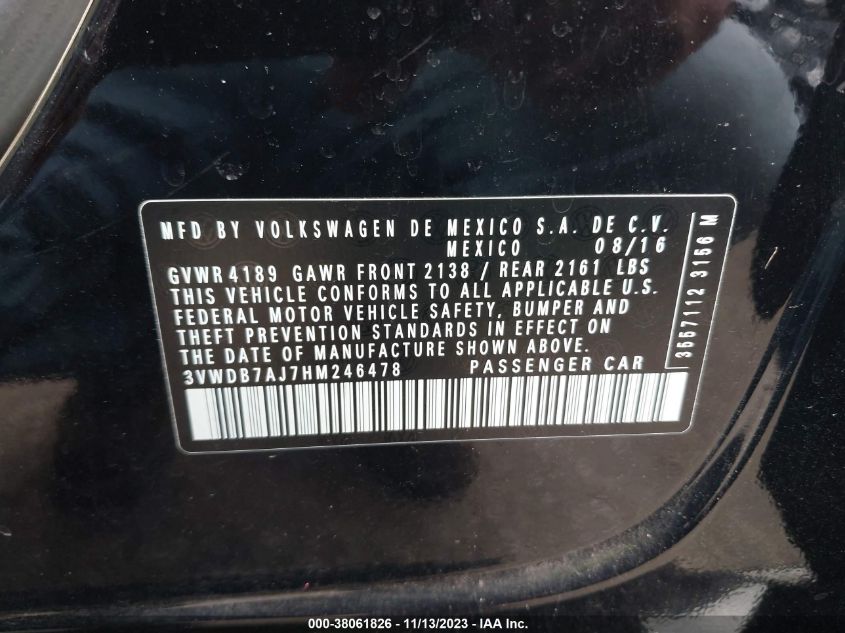 MFD BY VOLKSWAGEN DE MEXICO S.A. DE C.V.
MEXICO 08/16
GVWR 4189 GAWR FRONT 2138 / REAR 2161 LBS
THIS VEHICLE CONFORMS TO ALL APPLICABLE U.S.
FEDERAL MOTOR VEHICLE SAFETY, BUMPER AND
THEFT PREVENTION STANDARDS IN EFFECT ON
THE DATE OF MANUFACTURE SHOWN ABOVE.
3VWDB7AJ7HM246478 PASSENGER CAR
3557112 3156 M
000-38061826 - 11/13/2023 - IAA Inc.